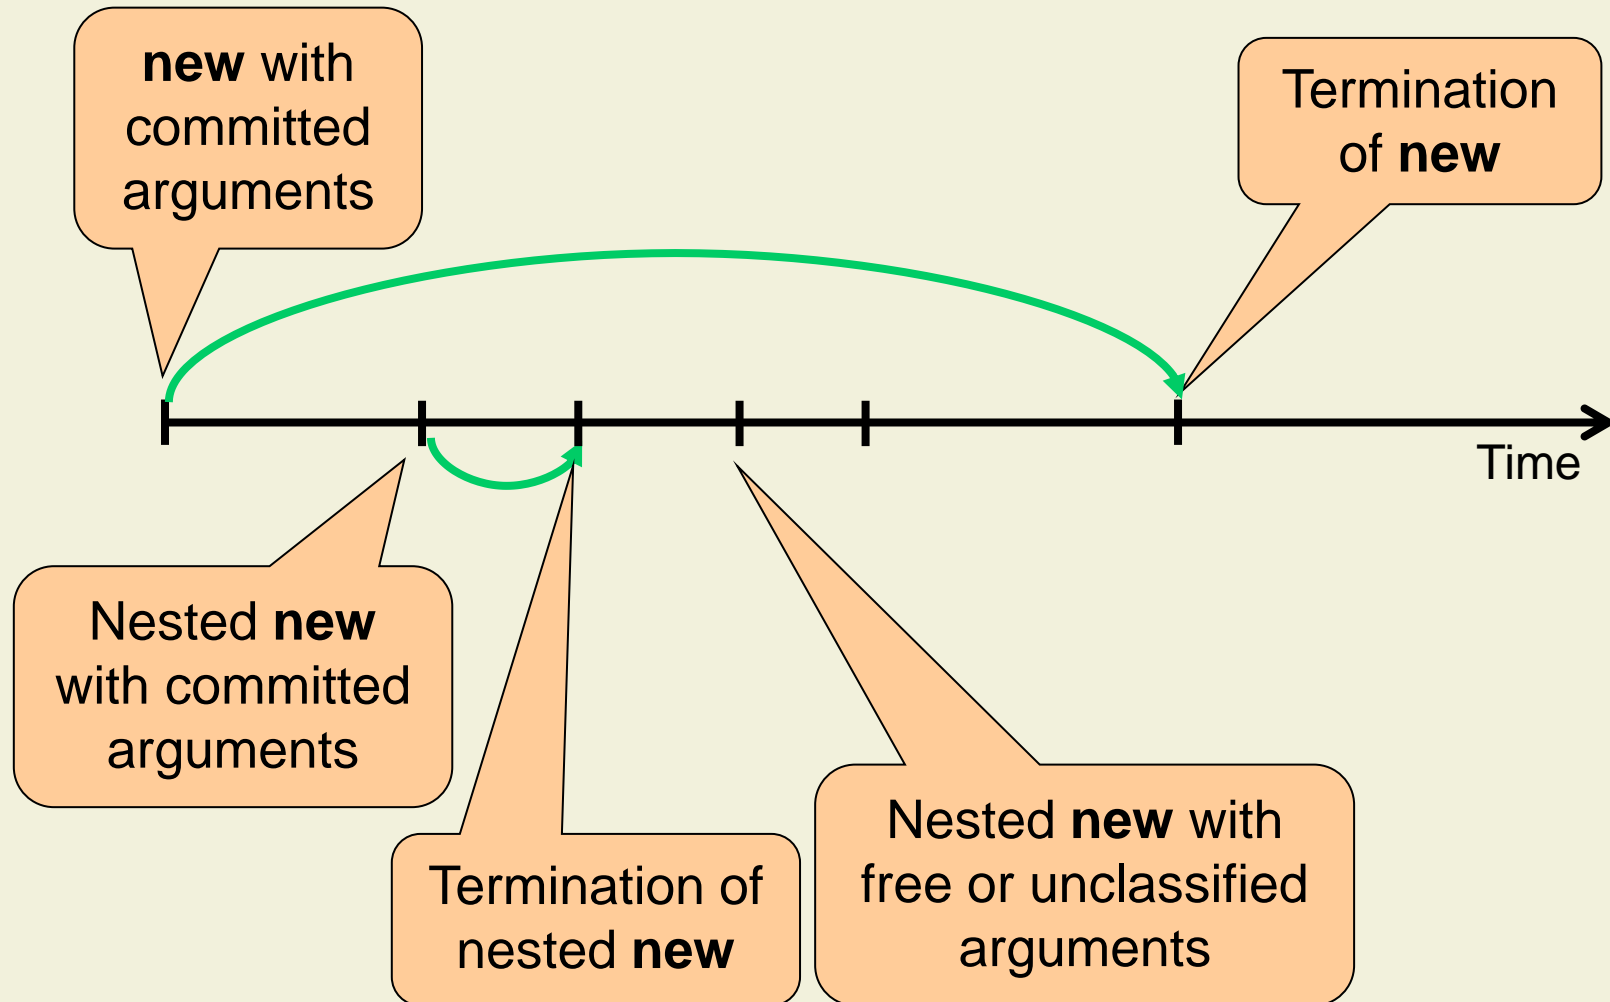 new with
committed
arguments
Termination
of new
Time
Nested new
with committed
arguments
Termination of
nested new
Nested new with
free or unclassified
arguments